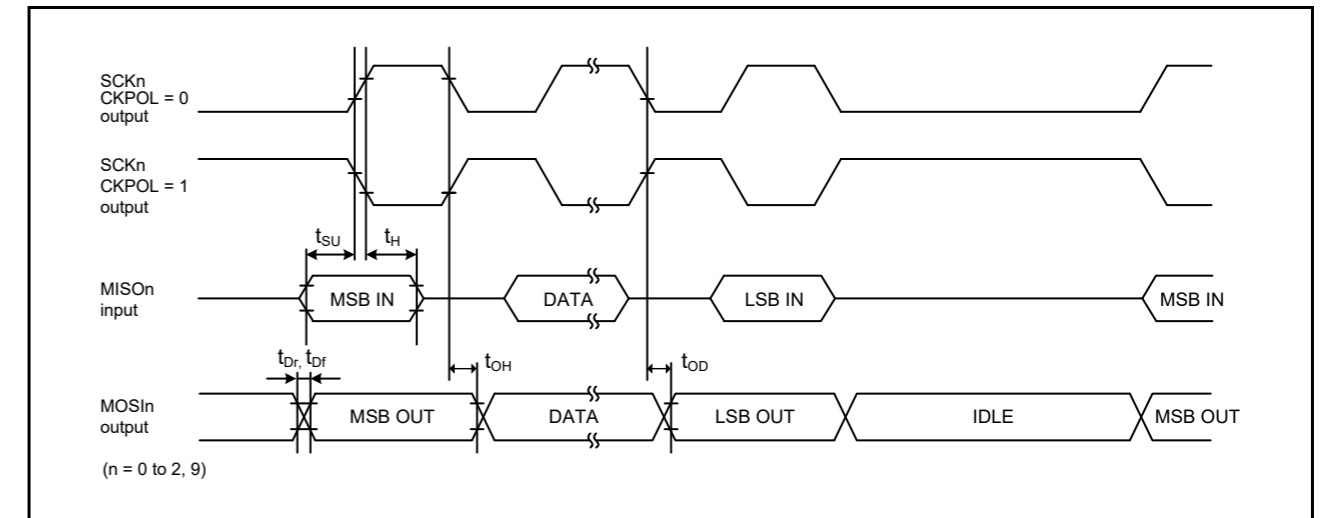 SCKn
CKPOL = 0
output
SCKn
CKPOL = 1
output
tSU
tH
MISOn
input
MSB IN
DATA
LSB IN
MSB IN
tDr, tDf
tOH
tOD
MOSIn
output
MSB OUT
DATA
LSB OUT
IDLE
MSB OUT
(n = 0 to 2, 9)